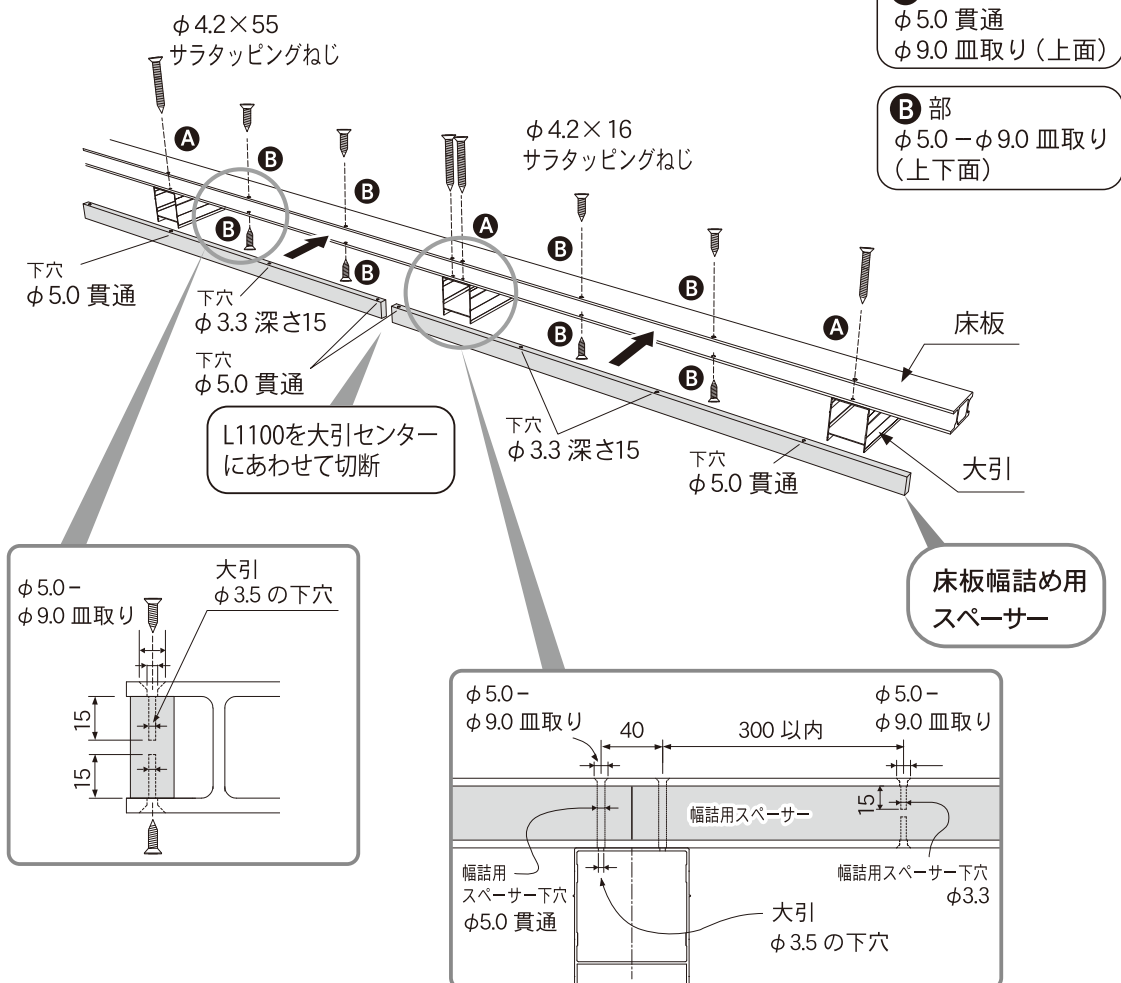 φ4.2×55
サラタッピングねじ
φ5.0 貫通
φ9.0 皿取り（上面）
B 部
φ5.0－φ9.0 皿取り
（上下面）
φ4.2×16
サラタッピングねじ
A
B
B
B
B
A
B
B
B
B
A
下穴
φ5.0 貫通
下穴
φ3.3 深さ15
下穴
φ5.0 貫通
L1100を大引センター
にあわせて切断
下穴
φ3.3 深さ15
下穴
φ5.0 貫通
床板
大引
床板幅詰め用
スペーサー
φ5.0－
φ9.0 皿取り
大引
φ3.5 の下穴
15
15
φ5.0－
φ9.0 皿取り
40
300 以内
φ5.0－
φ9.0 皿取り
15
幅詰用スペーサー
幅詰用
スペーサー下穴
φ5.0 貫通
幅詰用スペーサー下穴
φ3.3
大引
φ3.5 の下穴